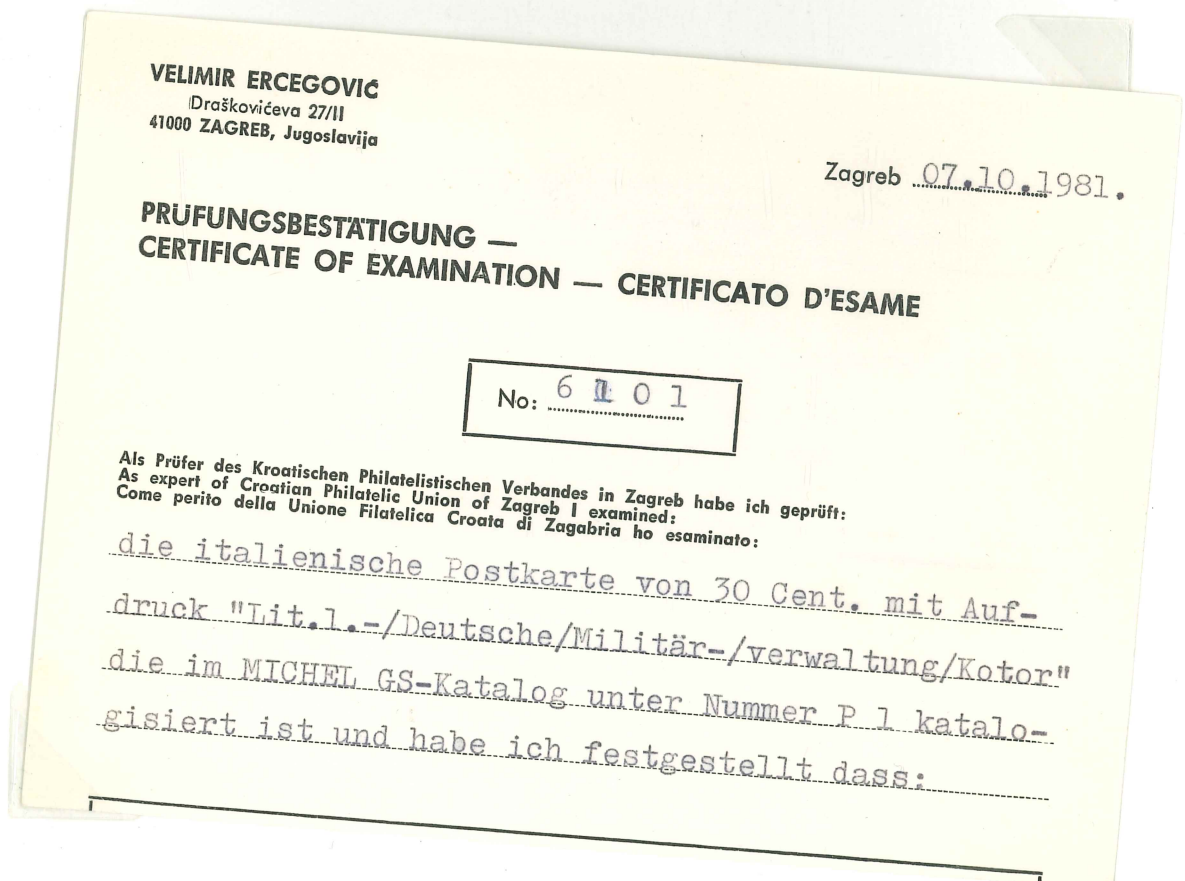 VELIMIR ERCEGOVIĆ
Draškovićeva 27/II
41000 ZAGREB, Jugoslavija
Zagreb 07.10.1981.
PRÜFUNGSBESTÄTIGUNG —
CERTIFICATE OF EXAMINATION — CERTIFICATO D'ESAME
No: 6101
Als Prüfer des Kroatischen Philatelistischen Verbandes in Zagreb habe ich geprüft:
As expert of Croatian Philatelic Union of Zagreb I examined:
Come perito della Unione Filatelica Croata di Zagabria ho esaminato:
die italienische Postkarte von 30 Cent. mit Auf-
druck "Lit.1.-/Deutsche/Militär-/verwaltung/Kotor"
die im MICHEL GS-Katalog unter Nummer P 1 katalo-
gisiert ist und habe ich festgestellt dass: